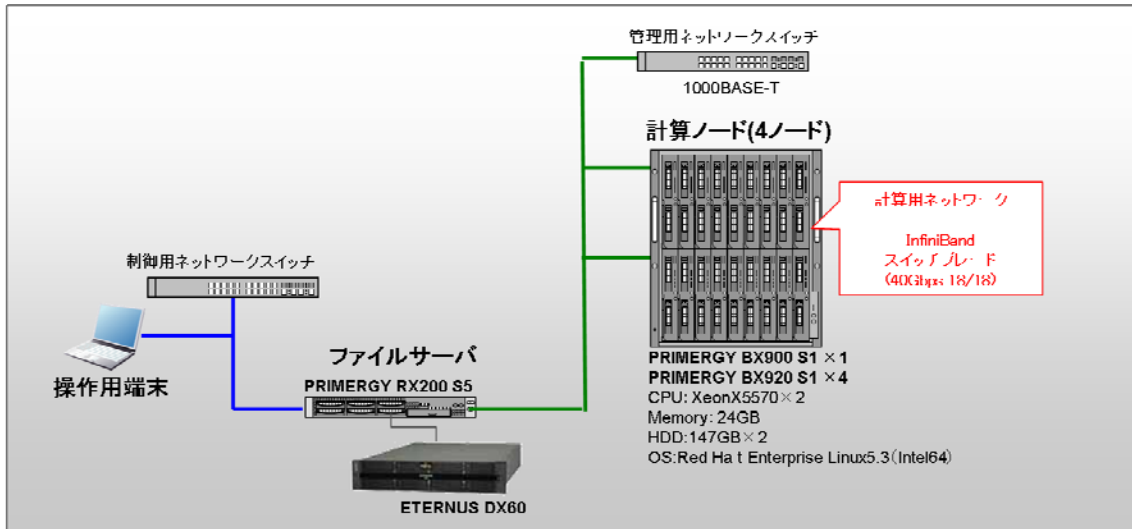 管理用ネットワークスイッチ
1000BASE-T
計算ノード(4ノード)
計算用ネットワーク
InfiniBand
スイッチブレード
(40Gbps 18/18)
制御用ネットワークスイッチ
操作用端末
ファイルサーバ
PRIMERGY RX200 S5
ETERNUS DX60
PRIMERGY BX900 S1 ×1
PRIMERGY BX920 S1 ×4
CPU: XeonX5570×2
Memory: 24GB
HDD:147GB×2
OS:Red Hat Enterprise Linux5.3(Intel64)